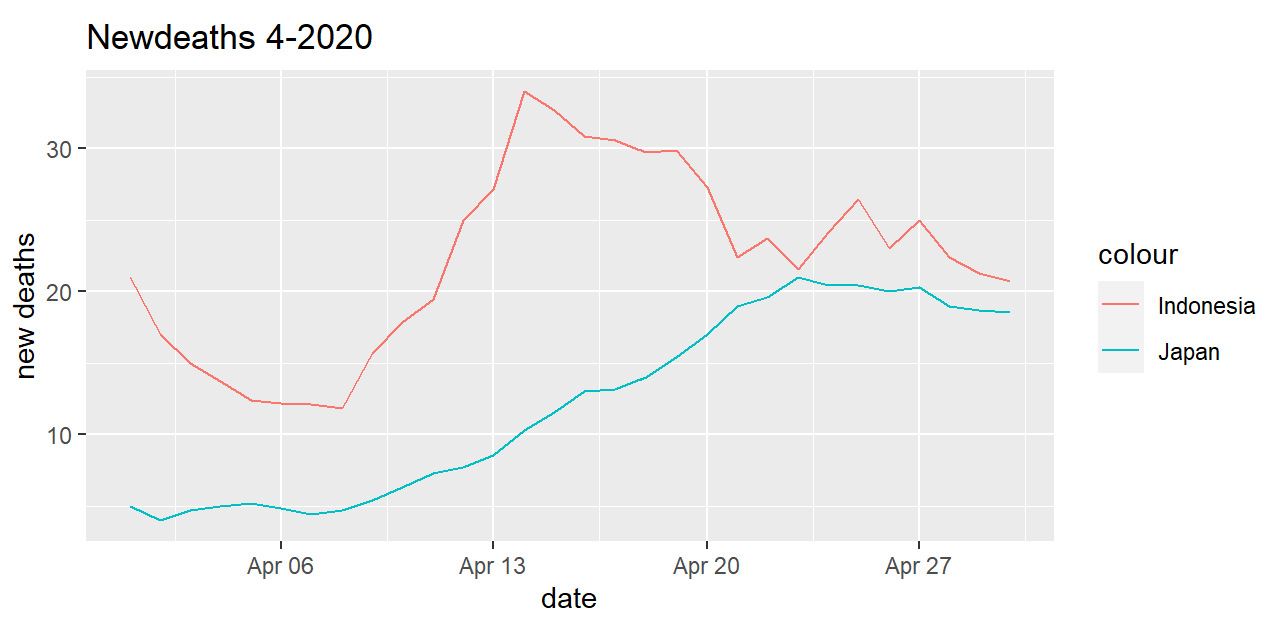 Newdeaths 4-2020
new deaths
30
20
10
Apr 06
Apr 13
Apr 20
Apr 27
date
colour
Indonesia
Japan